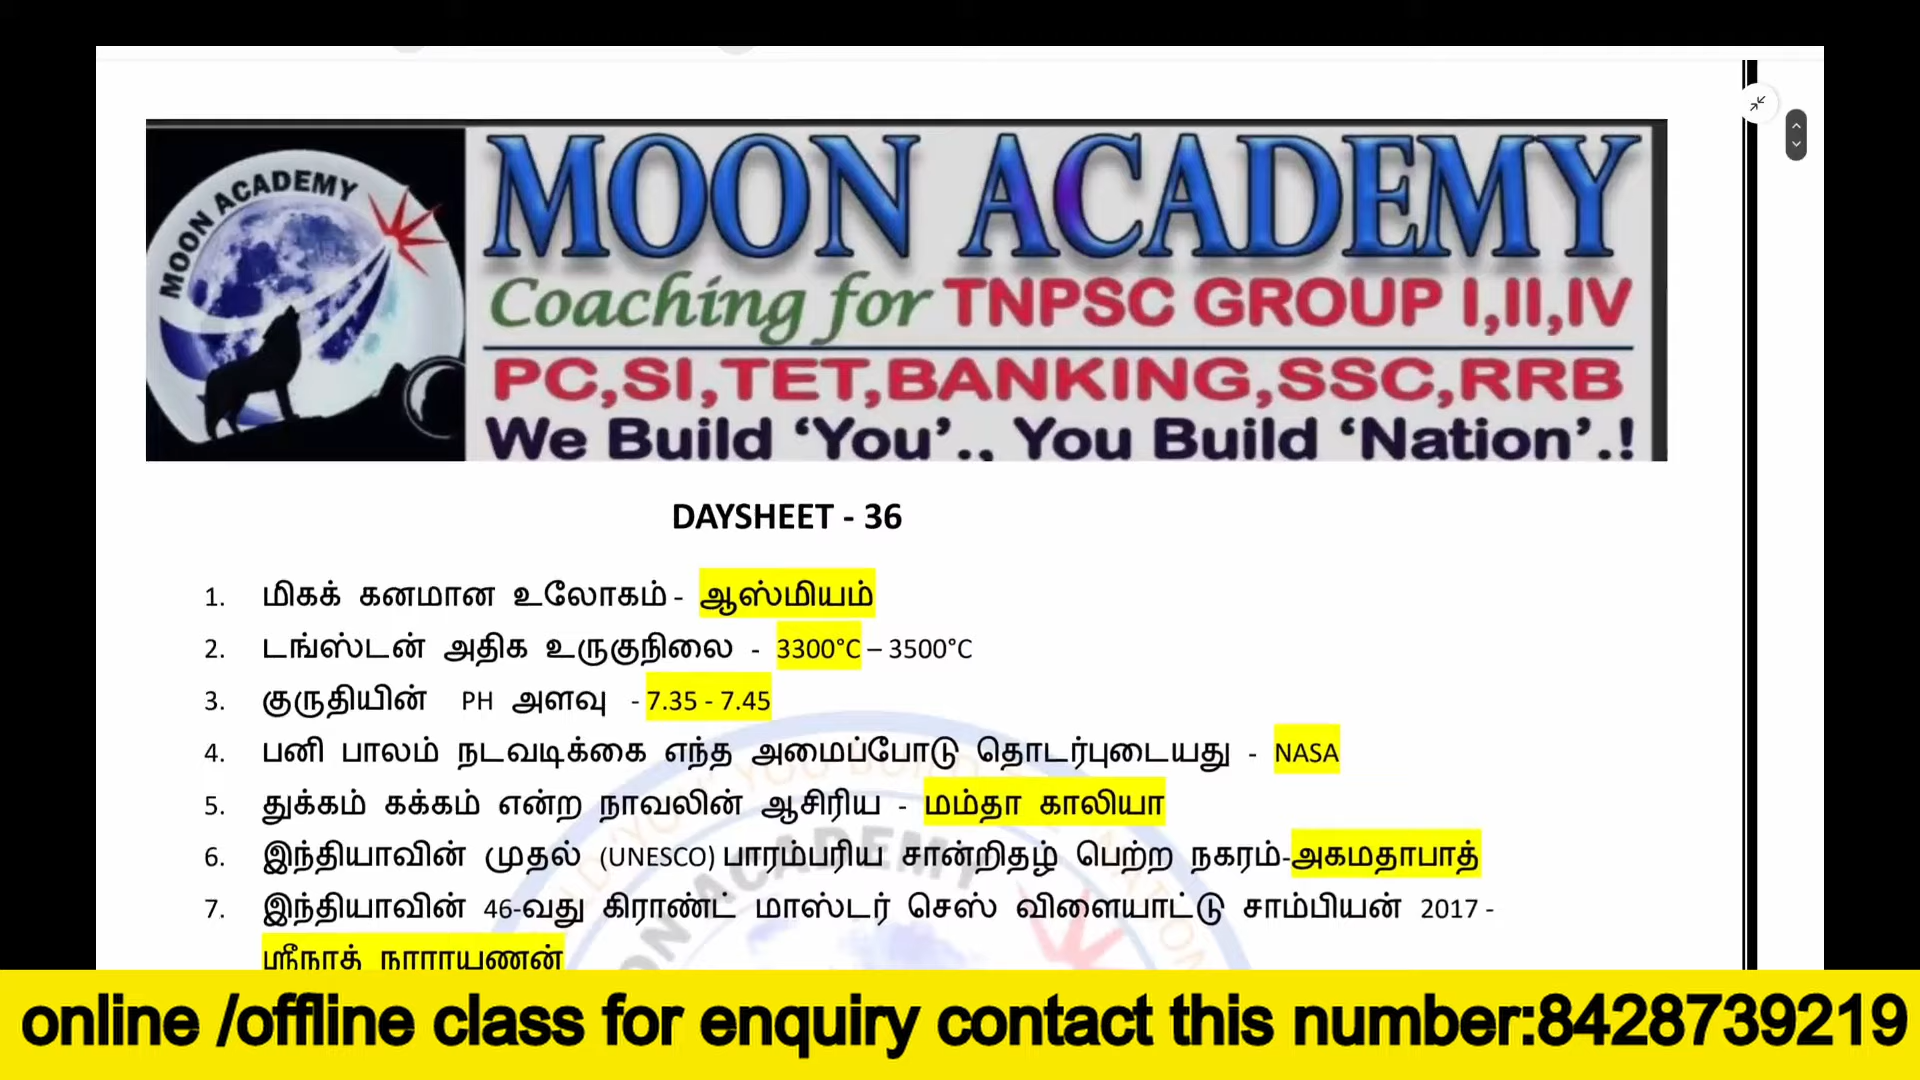 MOON ACADEMY
MOON ACADEMY
Coaching for TNPSC GROUP I,II,IV
PC,SI,TET,BANKING,SSC,RRB
We Build ‘You’., You Build ‘Nation’.!
DAYSHEET - 36
1. மிகக் கனமான உலோகம் - ஆஸ்மியம்
2. டங்ஸ்டன் அதிக உருகுநிலை - 3300°C – 3500°C
3. குருதியின் PH அளவு - 7.35 - 7.45
4. பனி பாலம் நடவடிக்கை எந்த அமைப்போடு தொடர்புடையது - NASA
5. துக்கம் கக்கம் என்ற நாவலின் ஆசிரிய - மம்தா காலியா
6. இந்தியாவின் முதல் (UNESCO) பாரம்பரிய சான்றிதழ் பெற்ற நகரம்-அகமதாபாத்
7. இந்தியாவின் 46-வது கிராண்ட் மாஸ்டர் செஸ் விளையாட்டு சாம்பியன் 2017 -
ஸ்ரீநாத் நாராயணன்
online /offline class for enquiry contact this number:8428739219